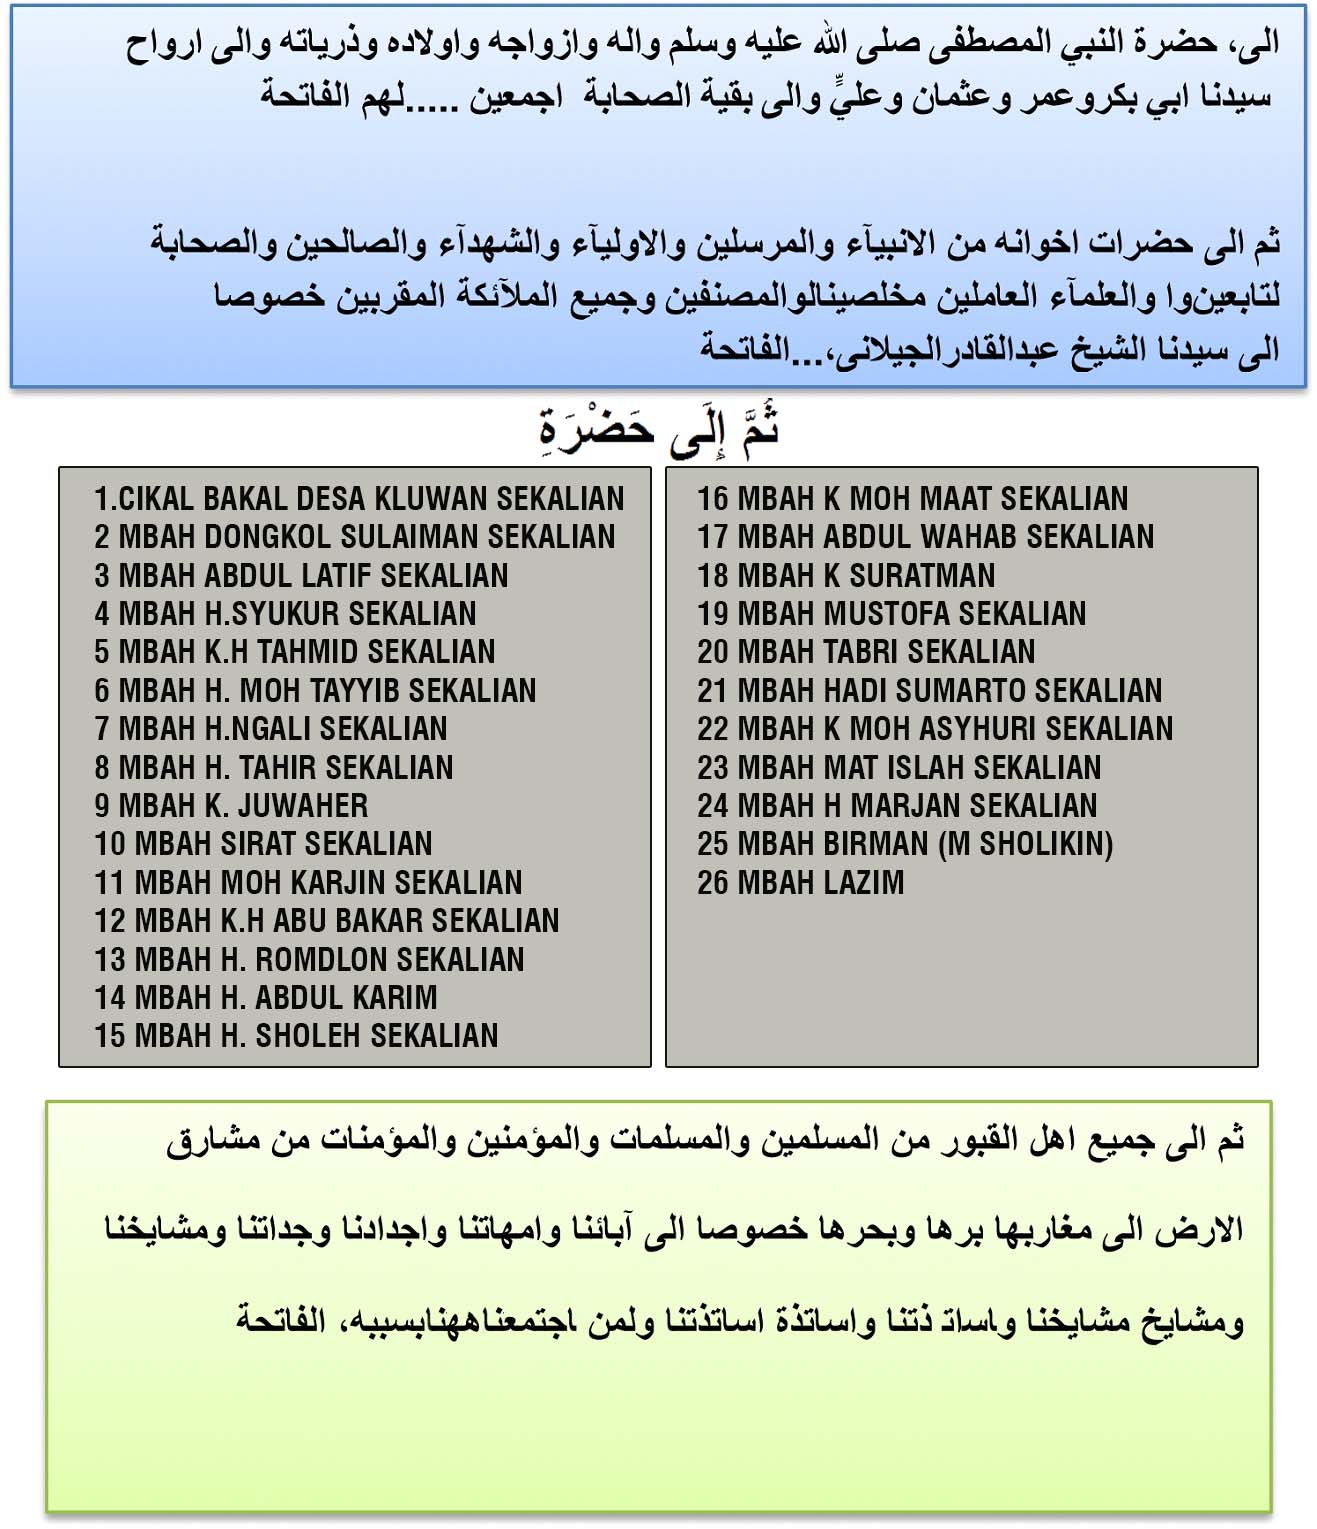 الى، حضرة النبي المصطفى صلى الله عليه وسلم واله وازواجه واولاده وذرياته والى ارواح
سيدنا ابي بكروعمر وعثمان وعليٍّ والى بقية الصحابة اجمعين .....لهم الفاتحة
ثم الى حضرات اخوانه من الانبيآء والمرسلين والاوليآء والشهدآء والصالحين والصحابة
لتابعين‌وا والعلمآء العاملين مخلصينالوالمصنفين وجميع الملآئكة المقربين خصوصا
الى سيدنا الشيخ عبدالقادرالجيلانى،...الفاتحة
ثُمَّ إِلَى حَضْرَةِ
1.CIKAL BAKAL DESA KLUWAN SEKALIAN
2 MBAH DONGKOL SULAIMAN SEKALIAN
3 MBAH ABDUL LATIF SEKALIAN
4 MBAH H.SYUKUR SEKALIAN
5 MBAH K.H TAHMID SEKALIAN
6 MBAH H. MOH TAYYIB SEKALIAN
7 MBAH H.NGALI SEKALIAN
8 MBAH H. TAHIR SEKALIAN
9 MBAH K. JUWAHER
10 MBAH SIRAT SEKALIAN
11 MBAH MOH KARJIN SEKALIAN
12 MBAH K.H ABU BAKAR SEKALIAN
13 MBAH H. ROMDLON SEKALIAN
14 MBAH H. ABDUL KARIM
15 MBAH H. SHOLEH SEKALIAN
16 MBAH K MOH MAAT SEKALIAN
17 MBAH ABDUL WAHAB SEKALIAN
18 MBAH K SURATMAN
19 MBAH MUSTOFA SEKALIAN
20 MBAH TABRI SEKALIAN
21 MBAH HADI SUMARTO SEKALIAN
22 MBAH K MOH ASYHURI SEKALIAN
23 MBAH MAT ISLAH SEKALIAN
24 MBAH H MARJAN SEKALIAN
25 MBAH BIRMAN (M SHOLIKIN)
26 MBAH LAZIM
ثم الى جميع اهل القبور من المسلمين والمسلمات والمؤمنين والمؤمنات من مشارق
الارض الى مغاربها برها وبحرها خصوصا الى آبائنا وامهاتنا واجدادنا وجداتنا ومشايخنا
ومشايخ مشايخنا واسات‍ ذتنا واساتذة اساتذتنا ولمن اجتمعناههنابسببه، الفاتحة